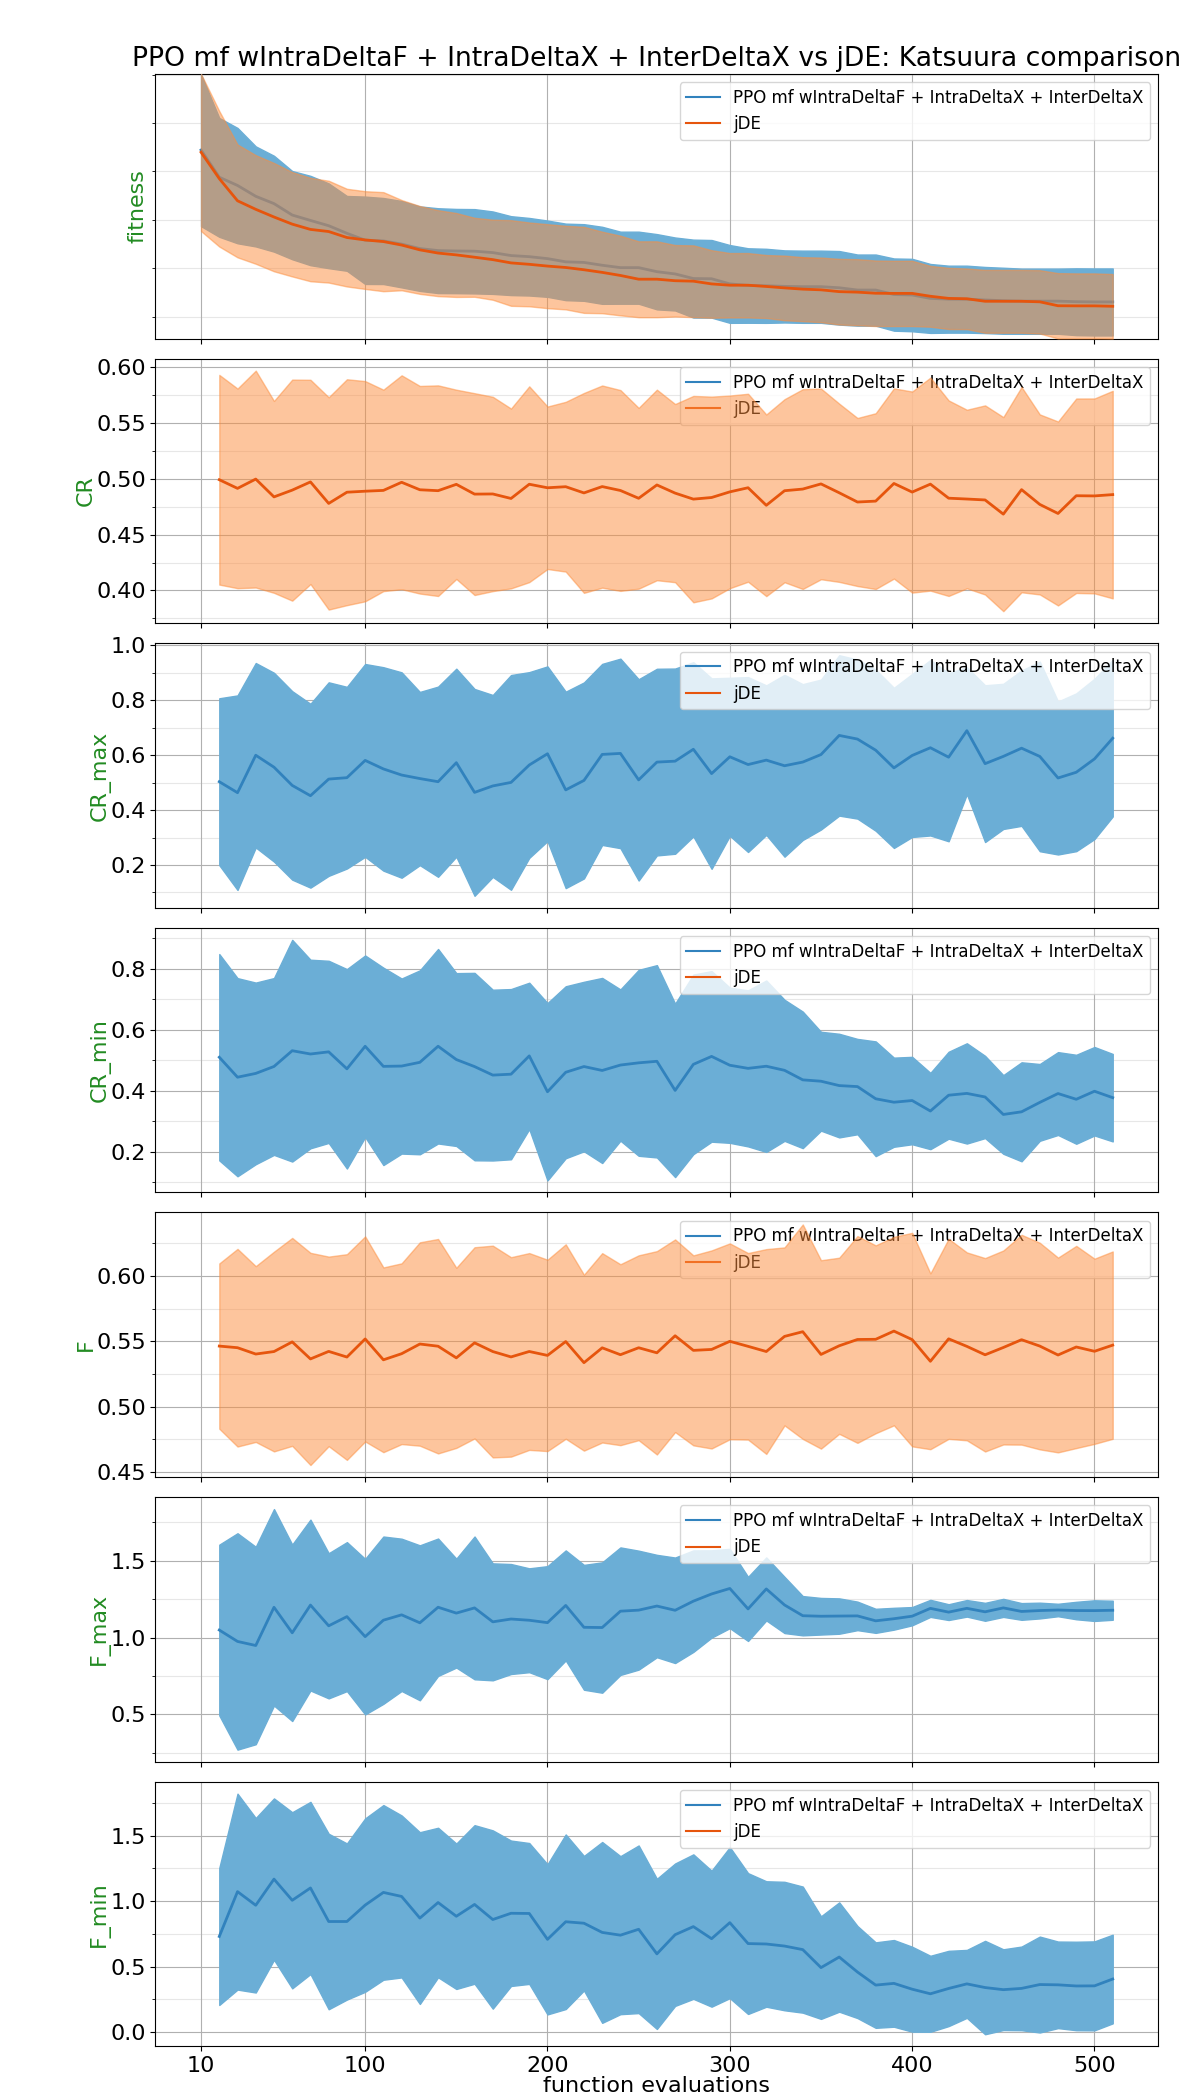 PPO mf wIntraDeltaF + IntraDeltaX + InterDeltaX vs jDE: Katsuura comparison
PPO mf wIntraDeltaF + IntraDeltaX + InterDeltaX
jDE
fitness
0.60
0.55
0.50
0.45
0.40
CR
PPO mf wIntraDeltaF + IntraDeltaX + InterDeltaX
jDE
1.0
0.8
0.6
0.4
0.2
CR_max
PPO mf wIntraDeltaF + IntraDeltaX + InterDeltaX
jDE
0.8
0.6
0.4
0.2
CR_min
PPO mf wIntraDeltaF + IntraDeltaX + InterDeltaX
jDE
0.60
0.55
0.50
0.45
F
PPO mf wIntraDeltaF + IntraDeltaX + InterDeltaX
jDE
1.5
1.0
0.5
F_max
PPO mf wIntraDeltaF + IntraDeltaX + InterDeltaX
jDE
1.5
1.0
0.5
0.0
F_min
PPO mf wIntraDeltaF + IntraDeltaX + InterDeltaX
jDE
10 100 200 300 400 500
function evaluations